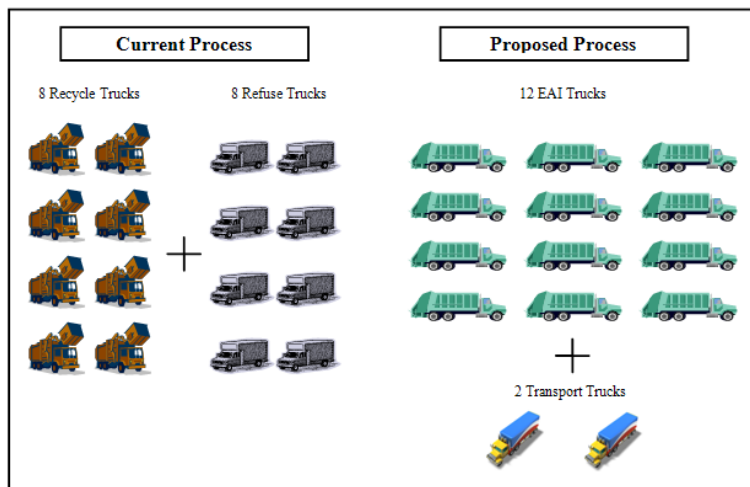 Current Process
Proposed Process
8 Recycle Trucks
8 Refuse Trucks
12 EAI Trucks
2 Transport Trucks